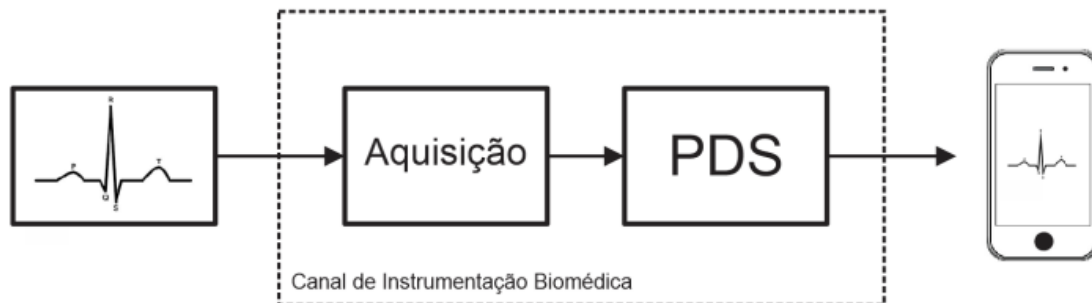 R
P
T
Q
S
Aquisição
PDS
Canal de Instrumentação Biomédica